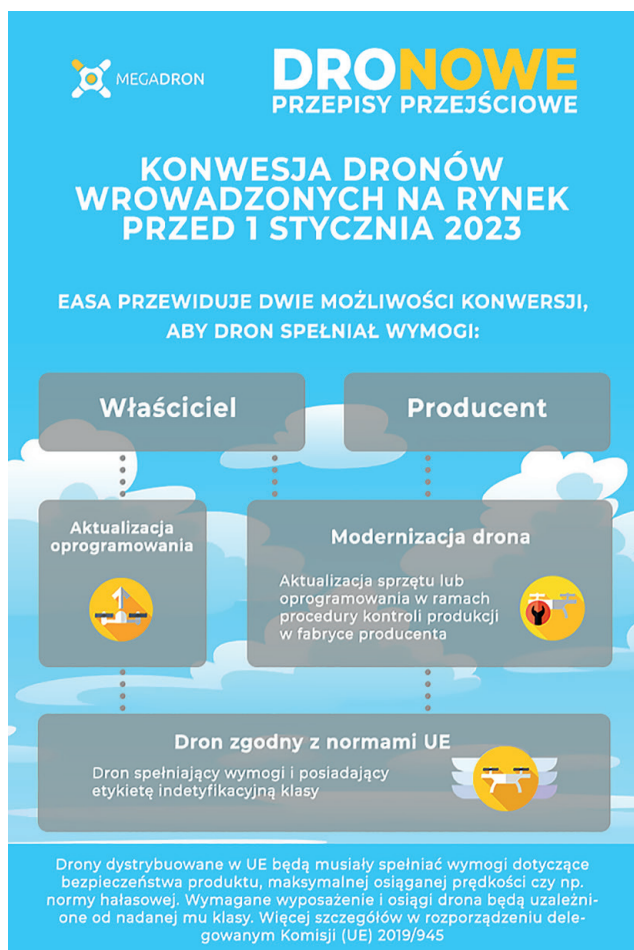 MEGADRON
DRONOWE
PRZEPISY PRZEJŚCIOWE
KONWESJA DRONÓW
WROWADZONYCH NA RYNEK
PRZED 1 STYCZNIA 2023
EASA PRZEWIDUJE DWIE MOŻLIWOŚCI KONWERSJI,
ABY DRON SPEŁNIAŁ WYMOGI:
Właściciel
Producent
Aktualizacja
oprogramowania
1
Modernizacja drona
Aktualizacja sprzętu lub
oprogramowania w ramach
procedury kontroli produkcji
w fabryce producenta
Dron zgodny z normami UE
Dron spełniający wymogi i posiadający
etykietę indetyfikacyjną klasy
Drony dystrybuowane w UE będą musiały spełniać wymogi dotyczące
bezpieczeństwa produktu, maksymalnej osiąganej prędkości czy np.
normy hałasowej. Wymagane wyposażenie i osiągi drona będą uzależni-
one od nadanej mu klasy. Więcej szczegółów w rozporządzeniu dele-
gowanym Komisji (UE) 2019/945